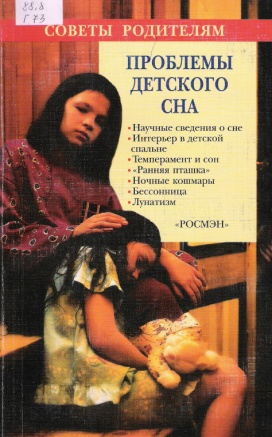 88.8
Г 73
СОВЕТЫ РОДИТЕЛЯМ
ПРОБЛЕМЫ
ДЕТСКОГО
СНА
• Научные сведения о сне
• Интерьер в детской
спальне
• Темперамент и сон
• «Ранняя пташка»
• Ночные кошмары
• Бессонница
• Лунатизм
«РОСМЭН»